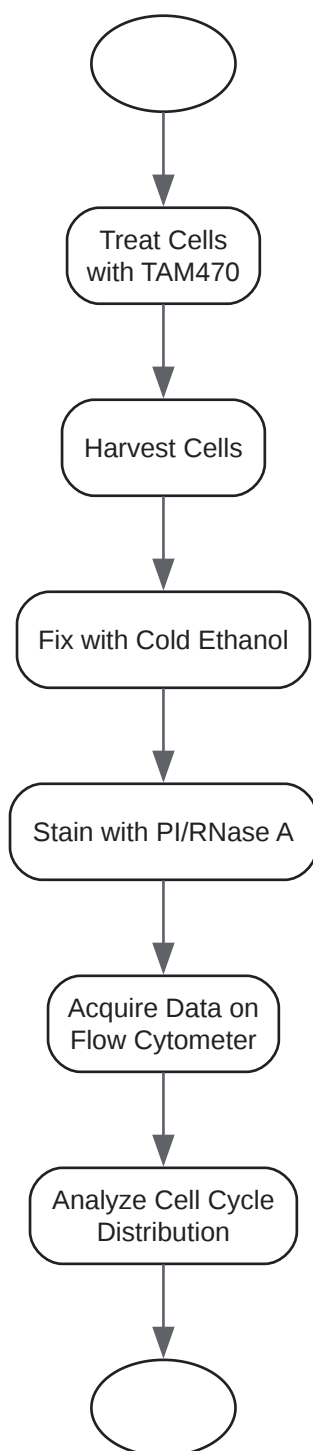 Treat Cells
with TAM470
Harvest Cells
Fix with Cold Ethanol
Stain with PI/RNase A
Acquire Data on
Flow Cytometer
Analyze Cell Cycle
Distribution